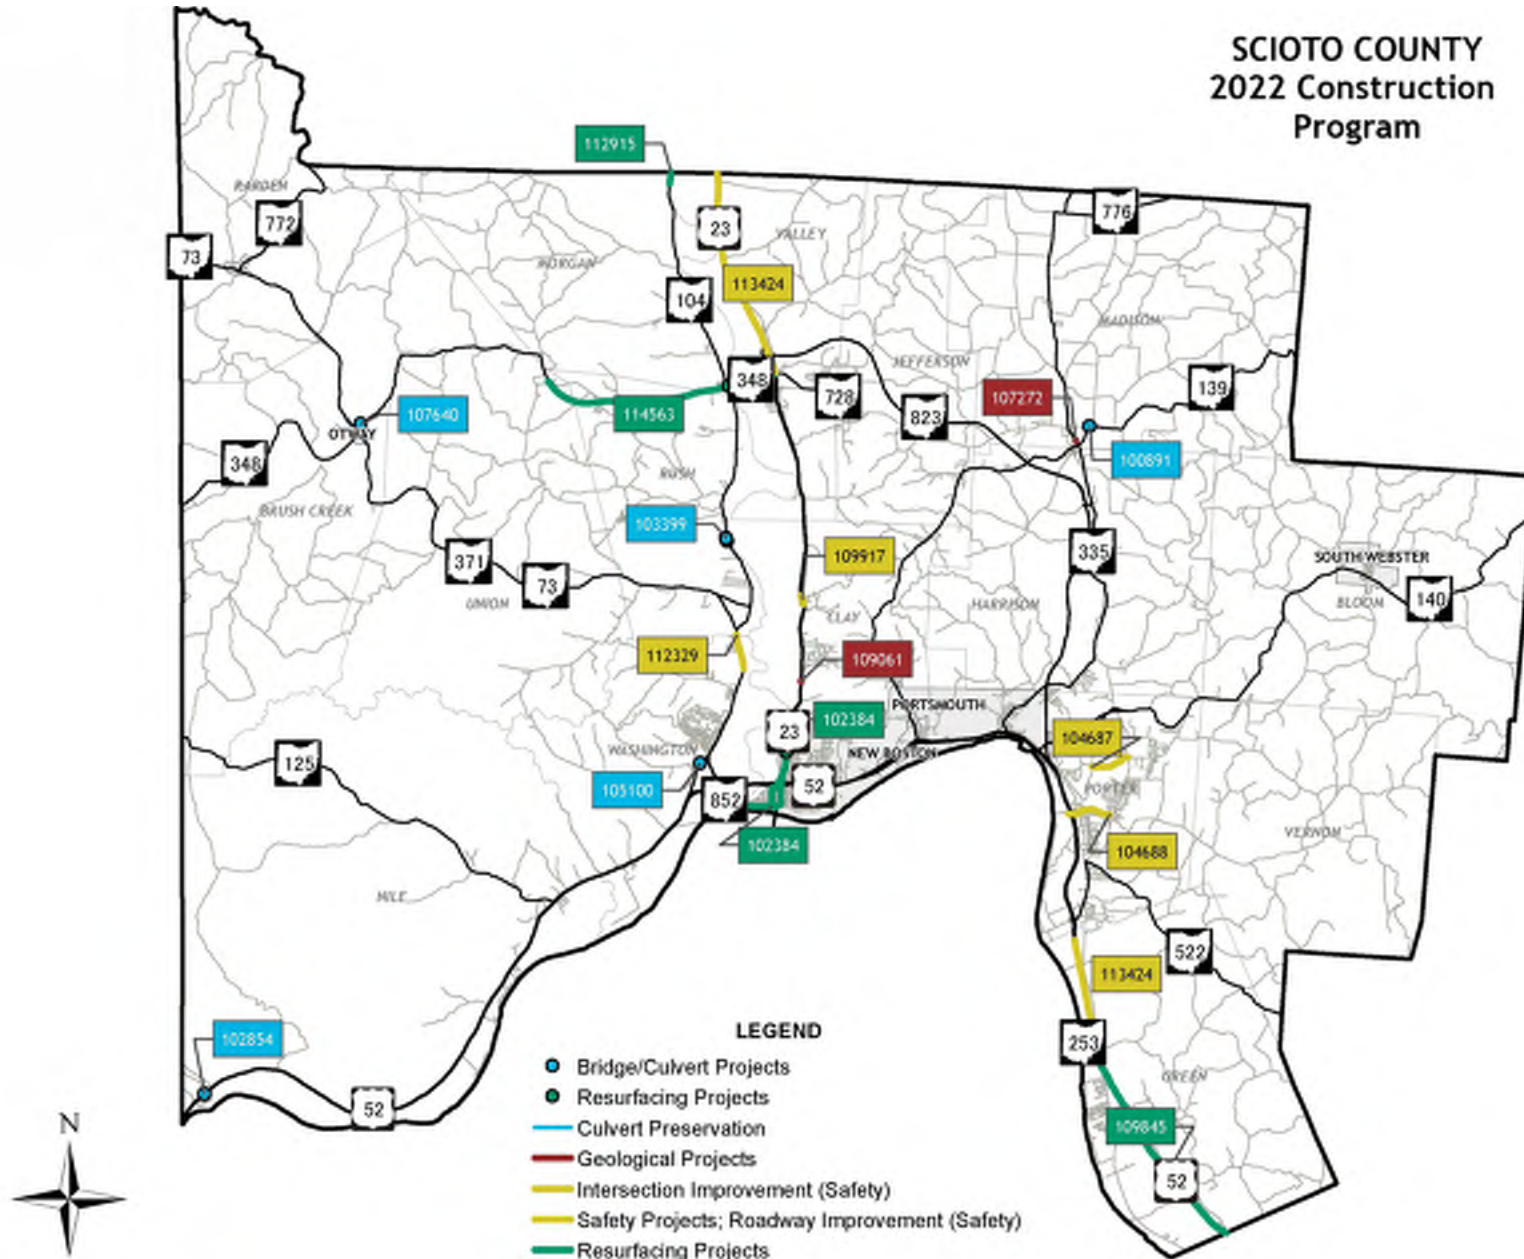 SCIOTO COUNTY
2022 Construction
Program
112915
RARDEN
772
776
23
VALLEY
73
MORGAN
113424
104
MADISON
JEFFERSON
348
139
728
107272
823
107640
114563
OTWAY
100891
348
RUSH
BRUSH CREEK
103399
335
109917
SOUTH WEBSTER
371
73
UNION
CLAY
HARRISON
BLOOM
140
112329
109061
PORTSMOUTH
23
102384
104687
WASHINGTON
NEW BOSTON
125
105100
852
52
PORTER
VERNON
102384
104688
NILE
522
113424
LEGEND
102854
253
Bridge/Culvert Projects
GREEN
Resurfacing Projects
52
N
Culvert Preservation
109845
Geological Projects
52
Intersection Improvement (Safety)
Safety Projects; Roadway Improvement (Safety)
Resurfacing Projects